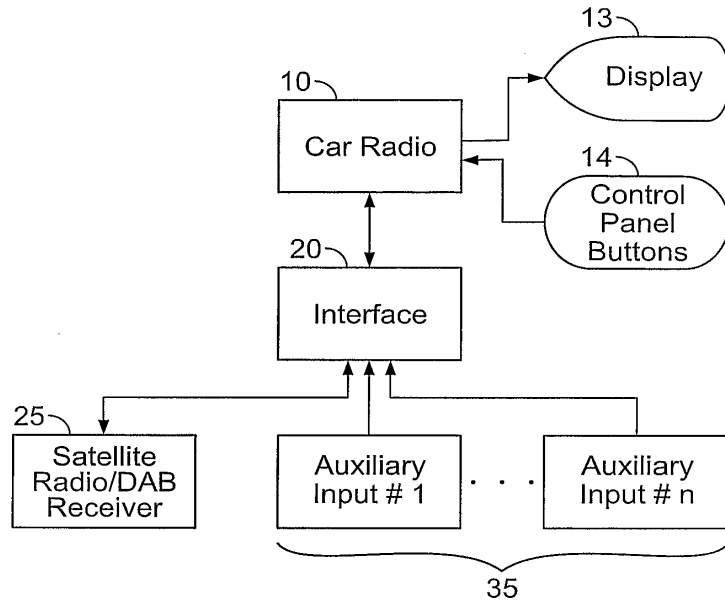 13
Display
10
Car Radio
14
Control
Panel
Buttons
20
Interface
25
Satellite
Radio/DAB
Receiver
Auxiliary
Input # 1
. . .
Auxiliary
Input # n
35